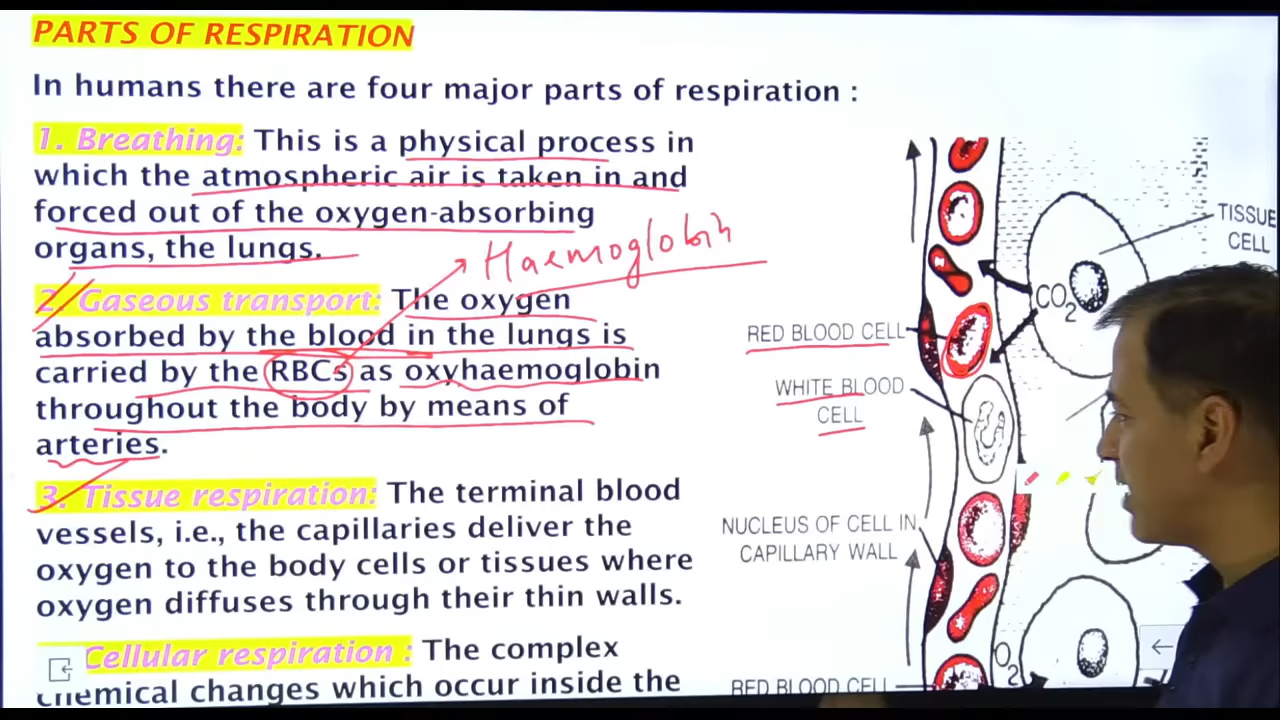 PARTS OF RESPIRATION
In humans there are four major parts of respiration :
1. Breathing: This is a physical process in
which the atmospheric air is taken in and
forced out of the oxygen-absorbing
organs, the lungs.
Haemoglobin
2. Gaseous transport: The oxygen
absorbed by the blood in the lungs is
carried by the RBCs as oxyhaemoglobin
throughout the body by means of
arteries.
3. Tissue respiration: The terminal blood
vessels, i.e., the capillaries deliver the
oxygen to the body cells or tissues where
oxygen diffuses through their thin walls.
Cellular respiration : The complex
chemical changes which occur inside the
TISSUE
CELL
CO2
RED BLOOD CELL
WHITE BLOOD
CELL
NUCLEUS OF CELL IN
CAPILLARY WALL
O2
RED BLOOD CELL